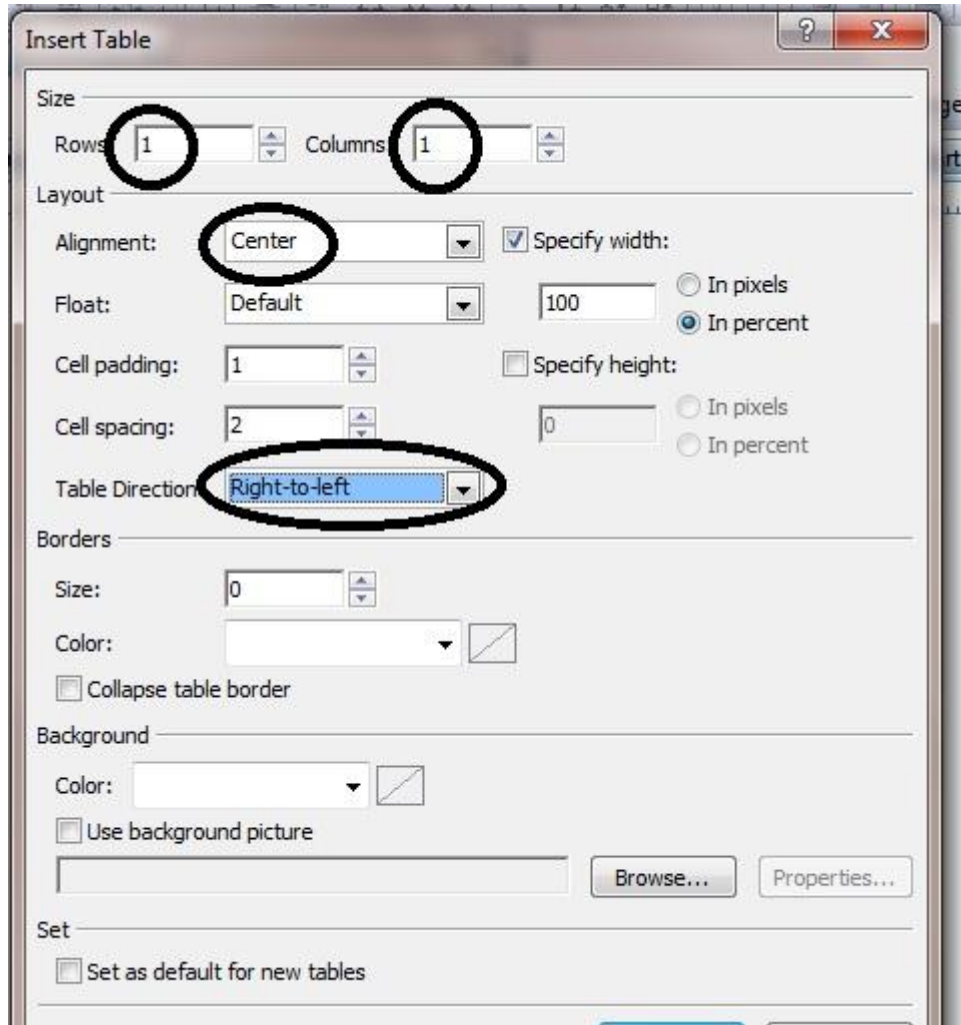 Insert Table
Size
Rows 1 Columns 1
Layout
Alignment: Center Specify width:
Float: Default 100 In pixels
In percent
Cell padding: 1 Specify height:
Cell spacing: 2 0 In pixels
In percent
Table Direction Right-to-left
Borders
Size: 0
Color:
Collapse table border
Background
Color:
Use background picture
Browse... Properties...
Set
Set as default for new tables